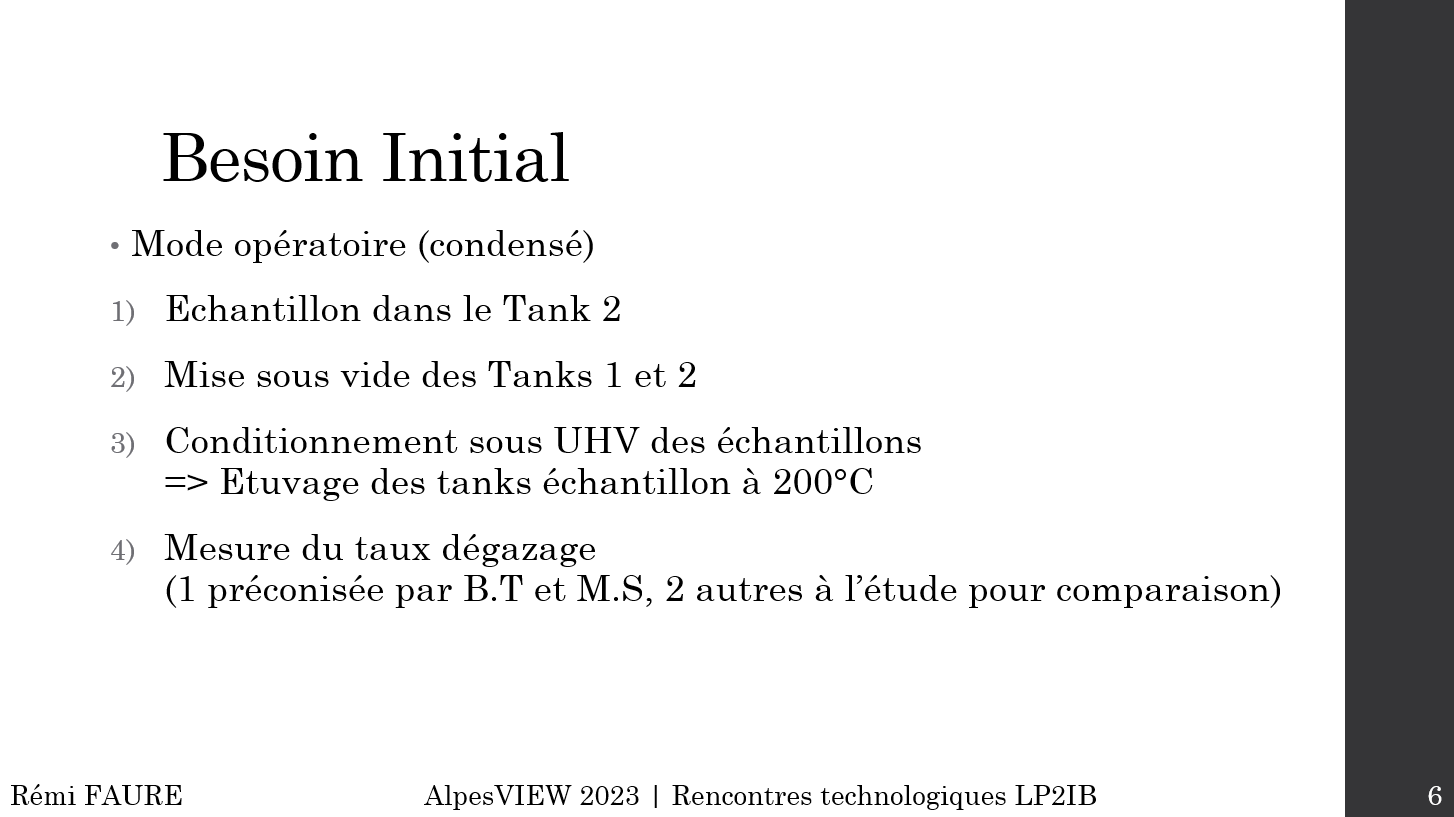 Besoin Initial
• Mode opératoire (condensé)
1) Echantillon dans le Tank 2
2) Mise sous vide des Tanks 1 et 2
3) Conditionnement sous UHV des échantillons
=> Etuvage des tanks échantillon à 200°C
4) Mesure du taux dégazage
(1 préconisée par B.T et M.S, 2 autres à l’étude pour comparaison)
Rémi FAURE
AlpesVIEW 2023 | Rencontres technologiques LP2IB
6